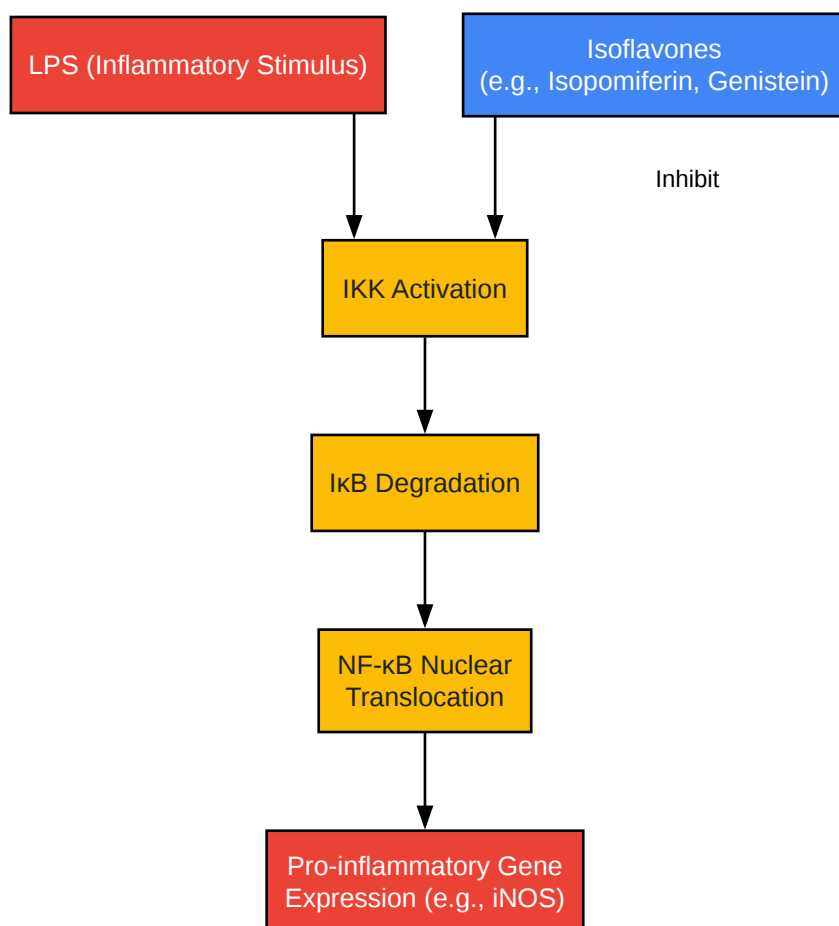 LPS (Inflammatory Stimulus)
Isoflavones
(e.g., Isopomiferin, Genistein)
Inhibit
IKK Activation
IκB Degradation
NF-κB Nuclear
Translocation
Pro-inflammatory Gene
Expression (e.g., iNOS)